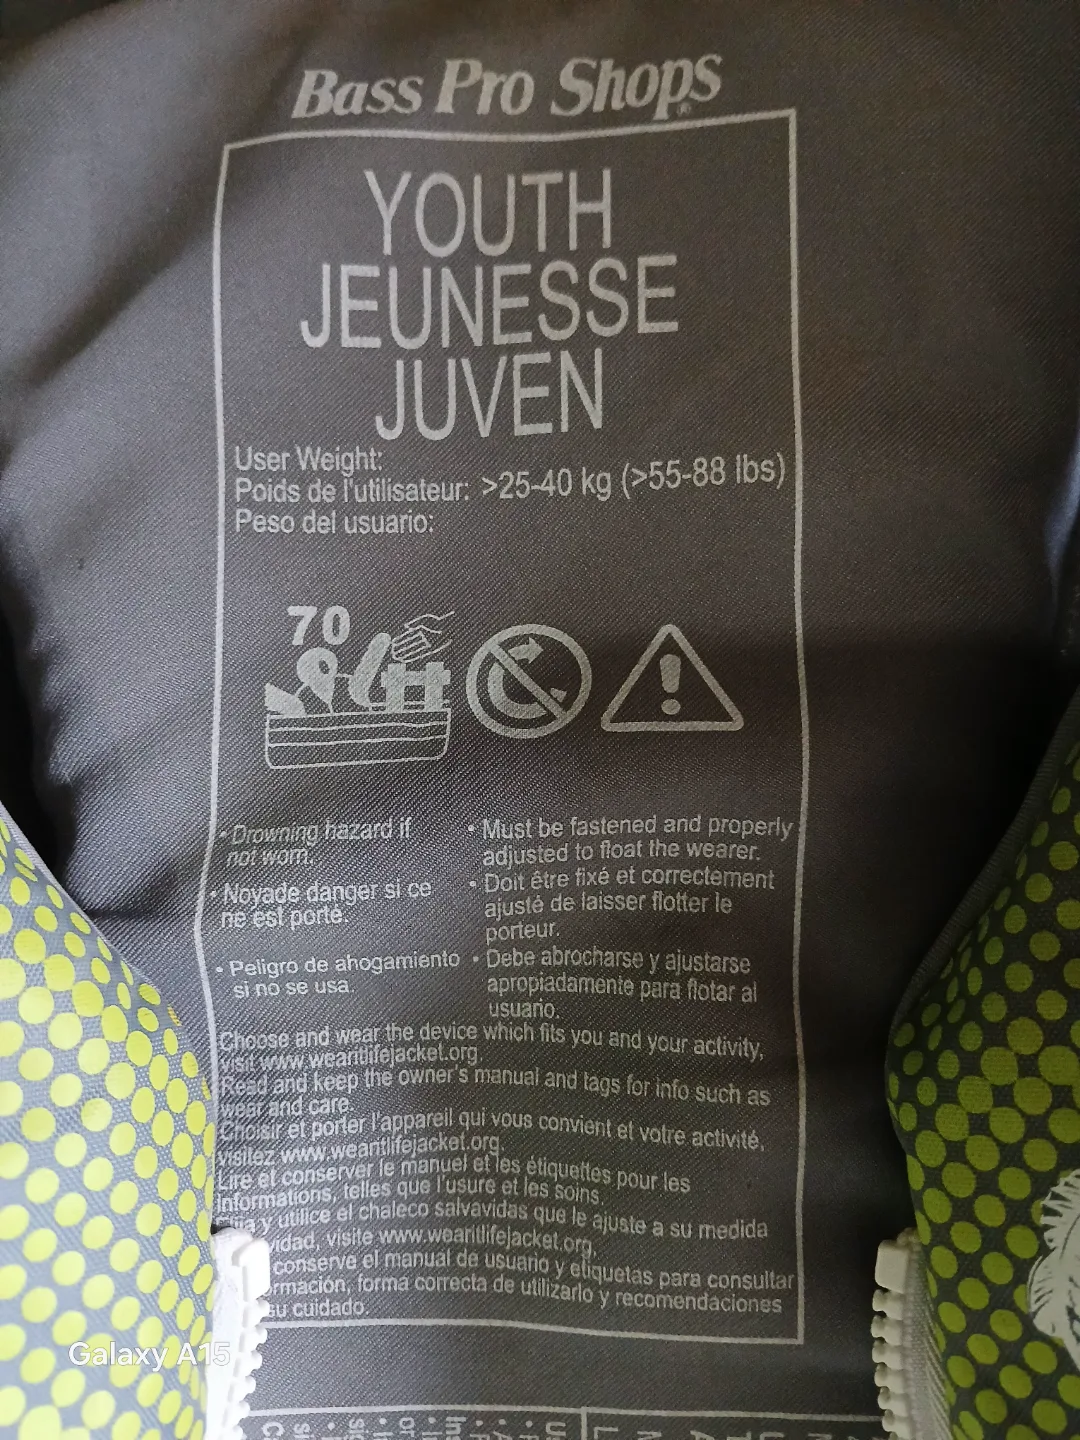 Bass Pro Shops®
YOUTH
JEUNESSE
JUVEN
User Weight:
Poids de l'utilisateur: >25-40 kg (>55-88 lbs)
Peso del usuario:
70
• Drowning hazard if
not worn.
• Noyade danger si ce
ne est porté.
• Peligro de ahogamiento
si no se usa.
• Must be fastened and properly
adjusted to float the wearer.
• Doit être fixé et correctement
ajusté de laisser flotter le
porteur.
• Debe abrocharse y ajustarse
apropiadamente para flotar al
usuario.
Choose and wear the device which fits you and your activity,
visit www.wearitlifejacket.org.
Read and keep the owner's manual and tags for info such as
wear and care.
Choisir et porter l'appareil qui vous convient et votre activité,
visitez www.wearitlifejacket.org.
Lire et conserver le manuel et les étiquettes pour les
informations, telles que l'usure et les soins.
y utilice el chaleco salvavidas que le ajuste a su medida
visite www.wearitlifejacket.org.
conserve el manual de usuario y etiquetas para consultar
forma correcta de utilizarlo y recomendaciones
su cuidado.
Galaxy A15